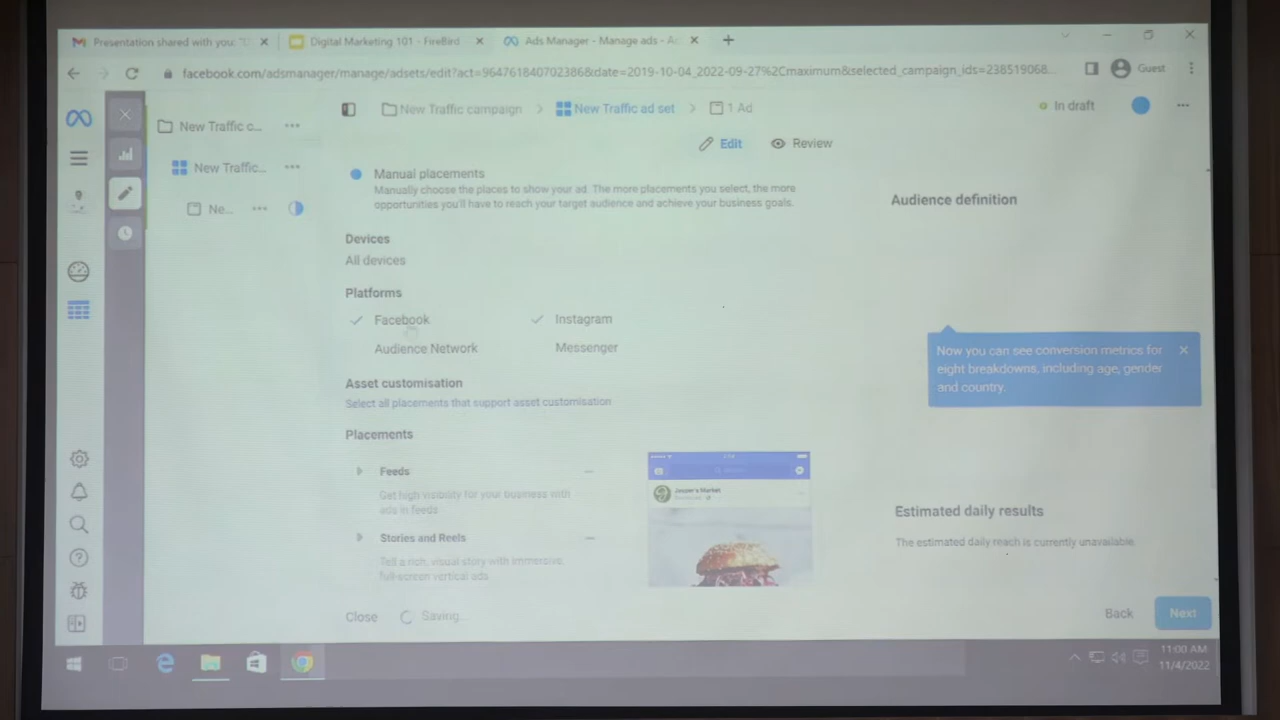 Presentation shared with you: "D
Digital Marketing 101 - FireBird
Ads Manager - Manage ads - Ac
facebook.com/adsmanager/manage/adsets/edit?act=964761840702386&date=2019-10-04_2022-09-27%2Cmaximum&selected_campaign_ids=238519068...
Guest
New Traffic campaign
New Traffic ad set
1 Ad
In draft
New Traffic c...
Edit
Review
New Traffic...
Ne...
Manual placements
Manually choose the places to show your ad. The more placements you select, the more
opportunities you'll have to reach your target audience and achieve your business goals.
Audience definition
Devices
All devices
Platforms
Facebook
Instagram
Audience Network
Messenger
Now you can see conversion metrics for
eight breakdowns, including age, gender
and country.
Asset customisation
Select all placements that support asset customisation
Placements
Feeds
Get high visibility for your business with
ads in feeds
Jasper's Market
Stories and Reels
Tell a rich, visual story with immersive,
full-screen vertical ads
Estimated daily results
The estimated daily reach is currently unavailable.
Close
Saving...
Back
Next
11:00 AM
11/4/2022